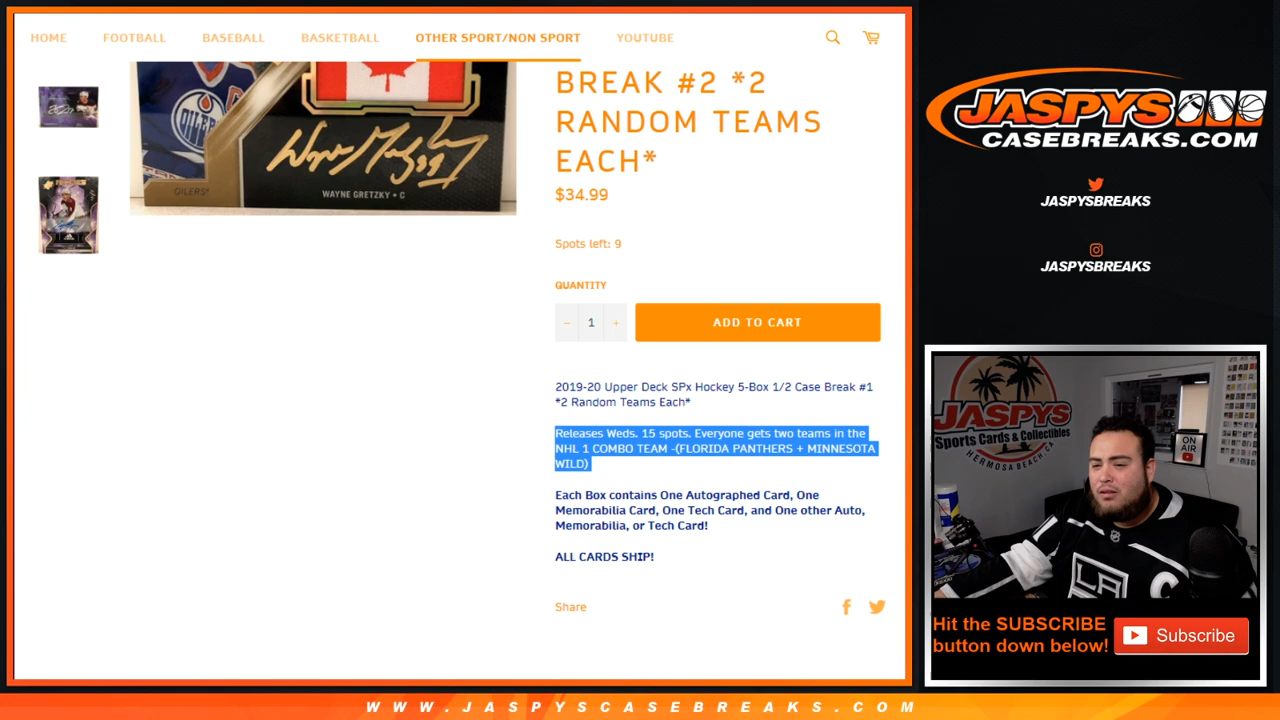 HOME
FOOTBALL
BASEBALL
BASKETBALL
OTHER SPORT/NON SPORT
YOUTUBE
OILERS
WAYNE GRETZKY • C
BREAK #2 *2
RANDOM TEAMS
EACH*
$34.99
Spots left: 9
QUANTITY
− 1 +
ADD TO CART
2019-20 Upper Deck SPx Hockey 5-Box 1/2 Case Break #1
*2 Random Teams Each*
Releases Weds. 15 spots. Everyone gets two teams in the
NHL 1 COMBO TEAM -(FLORIDA PANTHERS + MINNESOTA
WILD)
Each Box contains One Autographed Card, One
Memorabilia Card, One Tech Card, and One other Auto,
Memorabilia, or Tech Card!
ALL CARDS SHIP!
Share
JASPYS
CASEBREAKS.COM
JASPYSBREAKS
JASPYSBREAKS
JASPYS
Sports Cards & Collectibles
HERMOSA BEACH CA
ON
AIR
LA
C
Hit the SUBSCRIBE
button down below!
Subscribe
WWW.JASPYSCASEBREAKS.COM